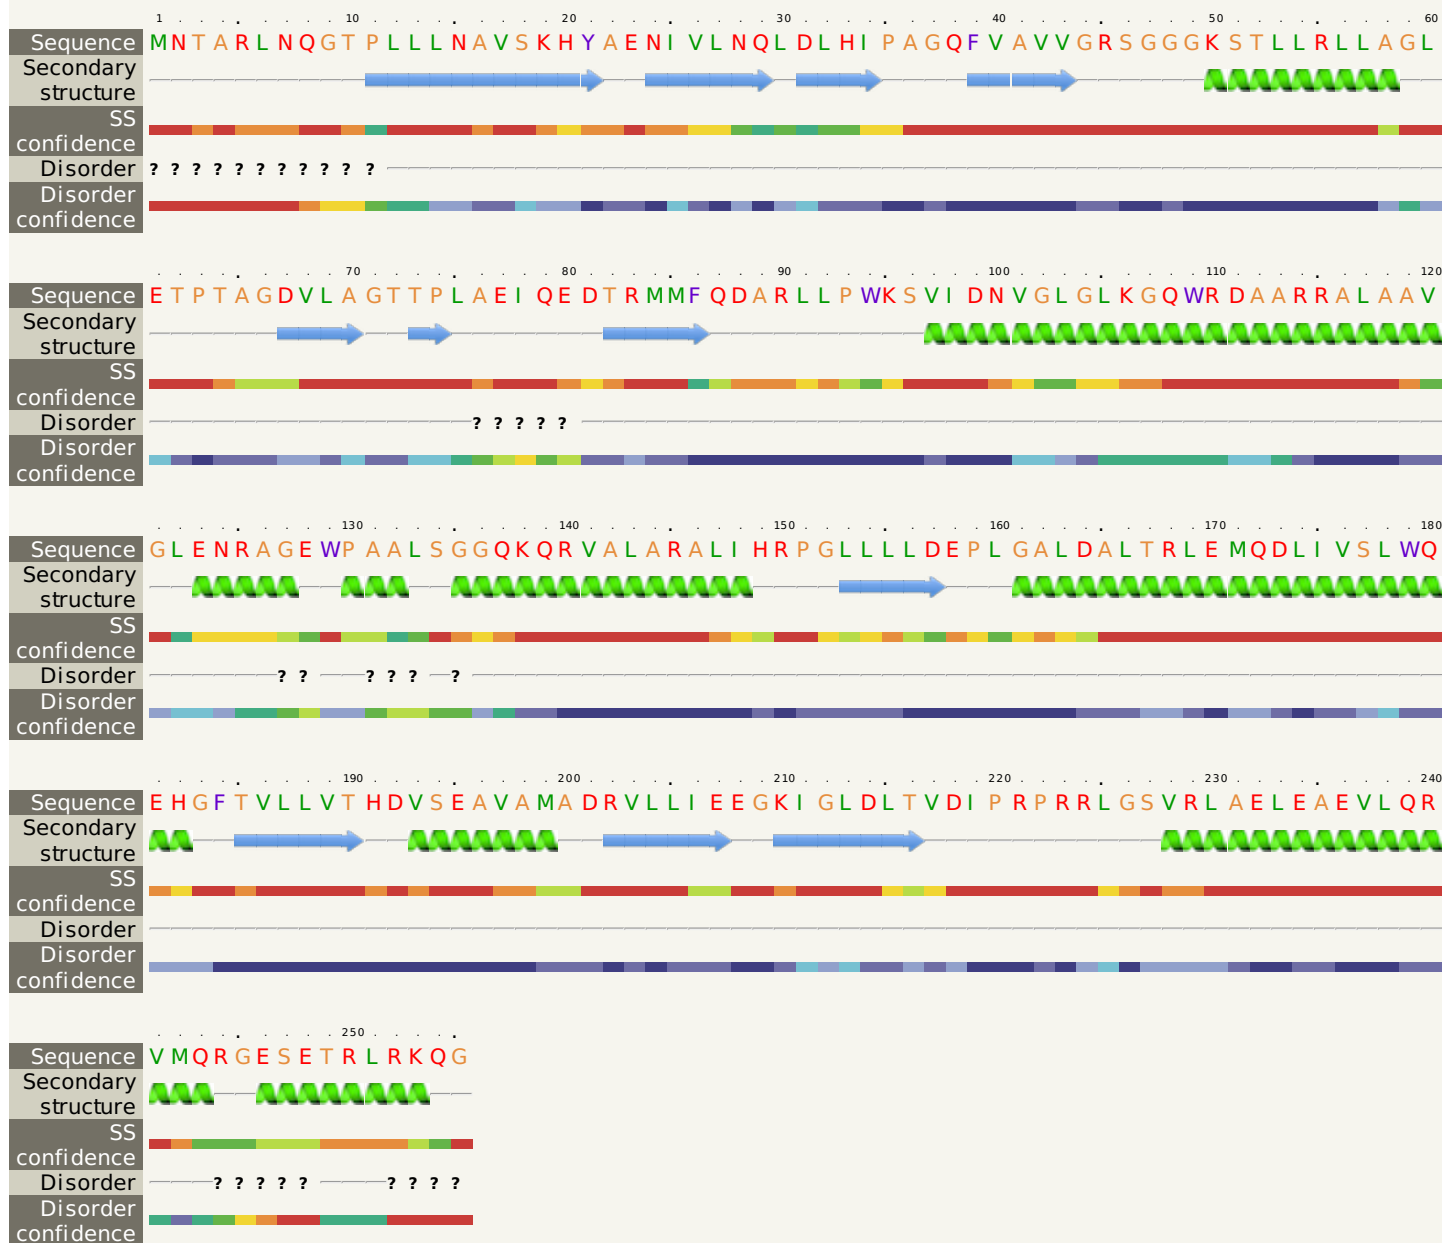 1 10 20 30 40 50 60
Sequence MNTARLNQGTPLLLNAVSKHYAENIVLNQLDLHIPAGQFVAVVGRSGGGKSTLLRLLAGL
Secondary
structure
SS
confidence
Disorder ? ? ? ? ? ? ? ? ? ? ?
Disorder
confidence
70 80 90 100 110 120
Sequence ETPTAGDVLAGTTPLAEIQEDTRMMFQDARLLPWKSVIDNVGLGLKGQWRDAARRALAAV
Secondary
structure
SS
confidence
Disorder ? ? ? ? ?
Disorder
confidence
130 140 150 160 170 180
Sequence GLENRAGEWPAALSGGQKQRVALARALIHRPGLLLLDEPLGALDALTRLEMQDLIVSLWQ
Secondary
structure
SS
confidence
Disorder ? ? ? ? ? ?
Disorder
confidence
190 200 210 220 230 240
Sequence EHGFTVLLVTHDVSEAVAMADRVLLIEEGKIGLDLTVDIPRPRRLGSVRLAELEAEVLQR
Secondary
structure
SS
confidence
Disorder
Disorder
confidence
250
Sequence VMQRGESETRLRKQG
Secondary
structure
SS
confidence
Disorder ? ? ? ? ? ? ? ? ?
Disorder
confidence